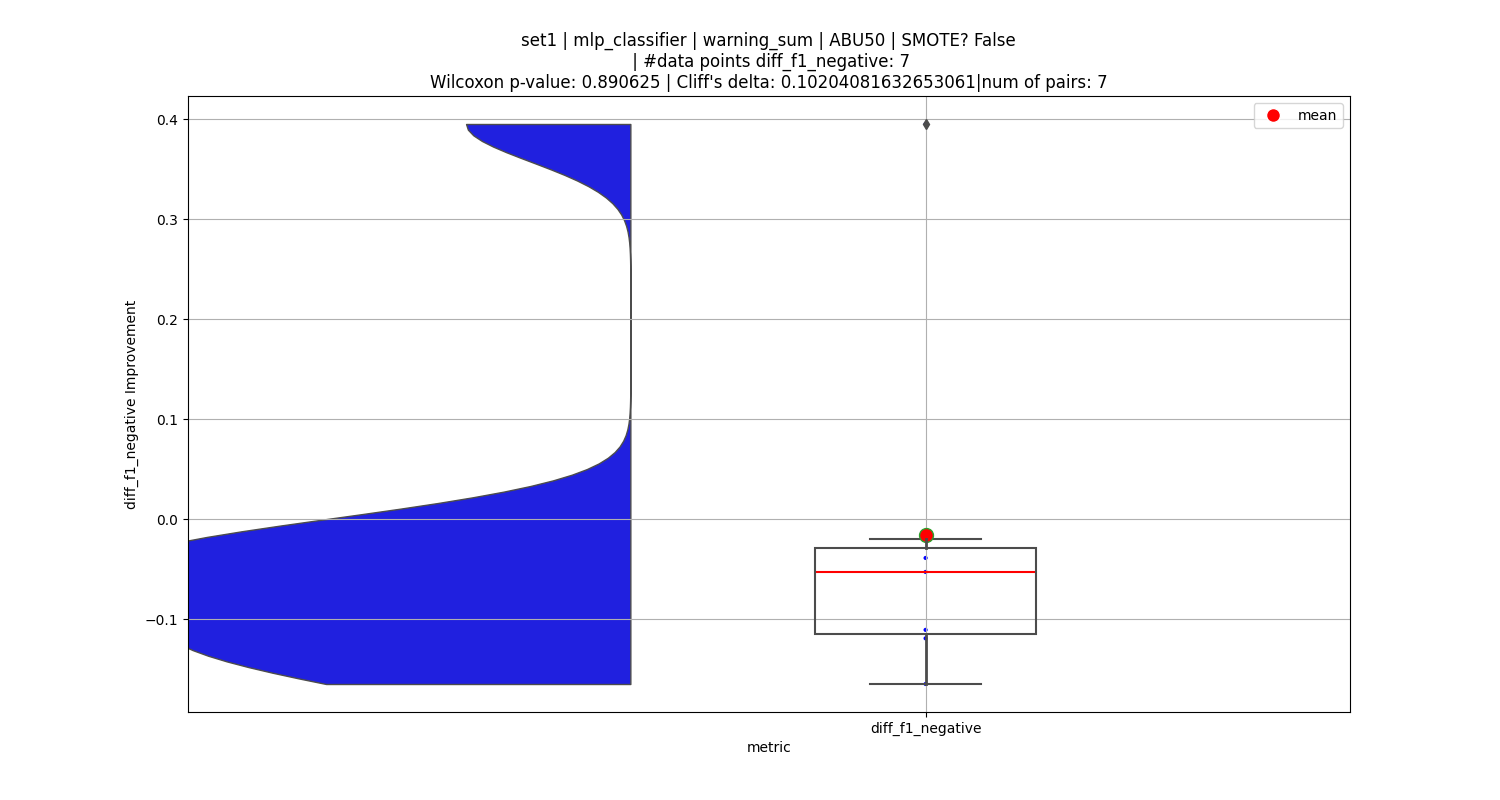 set1 | mlp_classifier | warning_sum | ABU50 | SMOTE? False
| #data points diff_f1_negative: 7
Wilcoxon p-value: 0.890625 | Cliff's delta: 0.10204081632653061|num of pairs: 7
mean
0.4
0.3
0.2
0.1
0.0
−0.1
diff_f1_negative Improvement
diff_f1_negative
metric